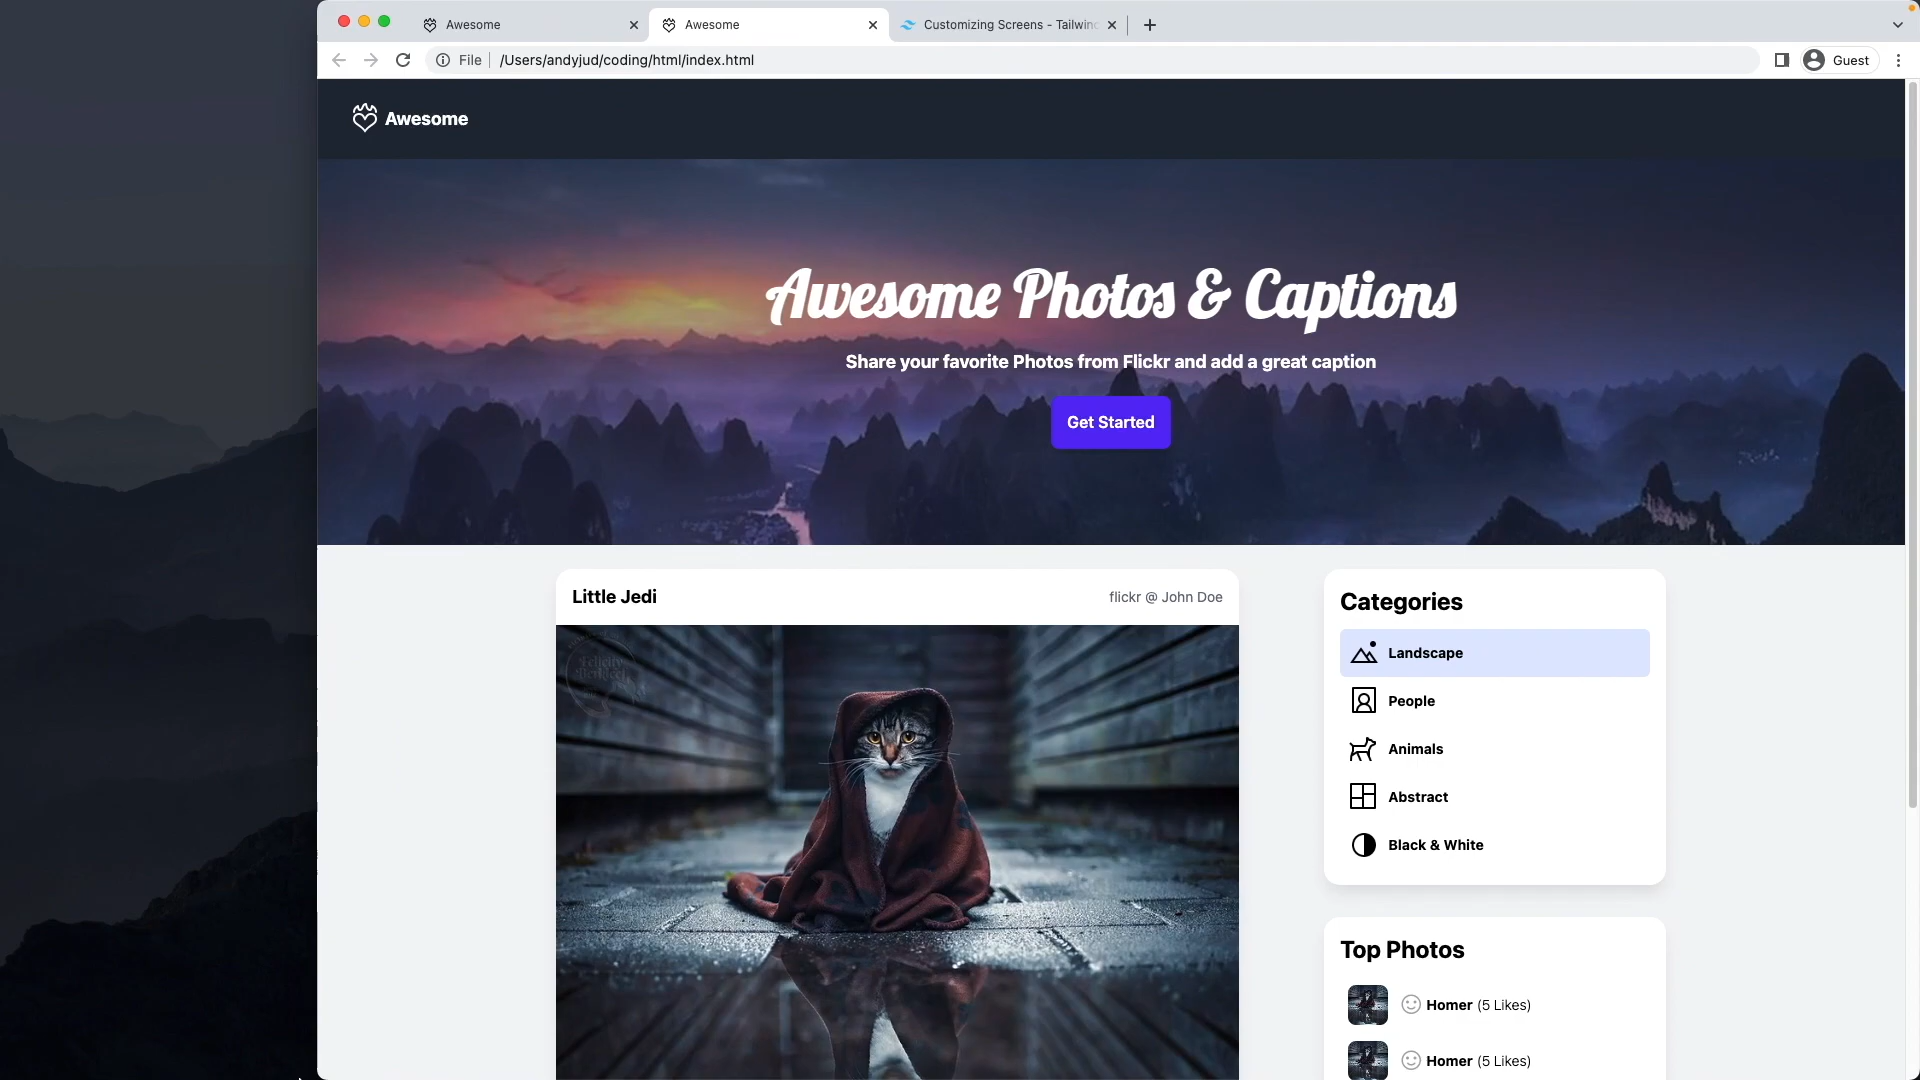 Awesome
Awesome
Customizing Screens - Tailwind
File
/Users/andyjud/coding/html/index.html
Guest
Awesome
Awesome Photos & Captions
Share your favorite Photos from Flickr and add a great caption
Get Started
Little Jedi
flickr @ John Doe
Categories
Landscape
People
Animals
Abstract
Black & White
Top Photos
Homer (5 Likes)
Homer (5 Likes)